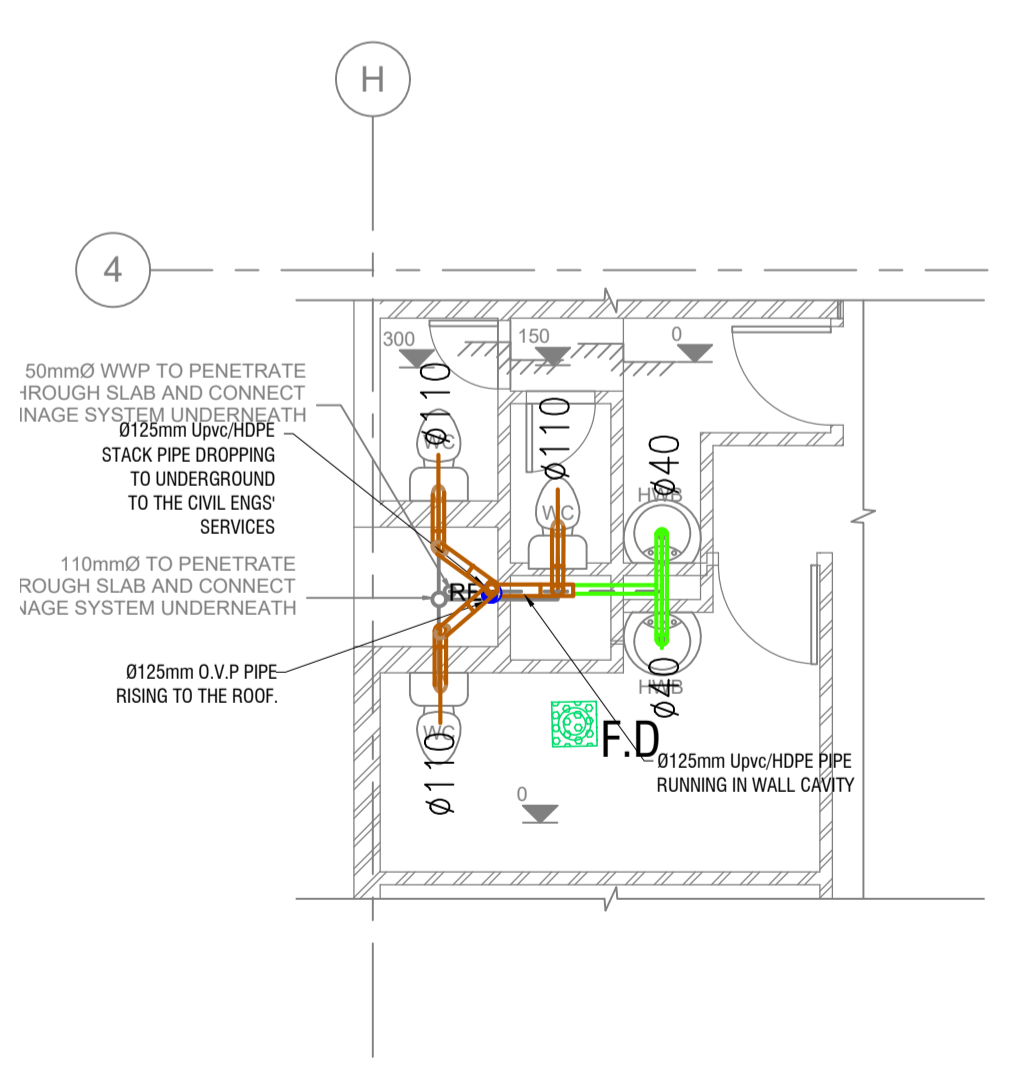 H
4
300
150
0
50mmØ WWP TO PENETRATE
HROUGH SLAB AND CONNECT
NAGE SYSTEM UNDERNEATH
Ø125mm Upvc/HDPE
STACK PIPE DROPPING
TO UNDERGROUND
TO THE CIVIL ENGS'
SERVICES
ø110
WC
ø110
WC
ø40
HWB
110mmØ TO PENETRATE
ROUGH SLAB AND CONNECT
NAGE SYSTEM UNDERNEATH
RE
Ø125mm O.V.P PIPE
RISING TO THE ROOF.
HWB
ø40
WC
ø110
F.D
Ø125mm Upvc/HDPE PIPE
RUNNING IN WALL CAVITY
0